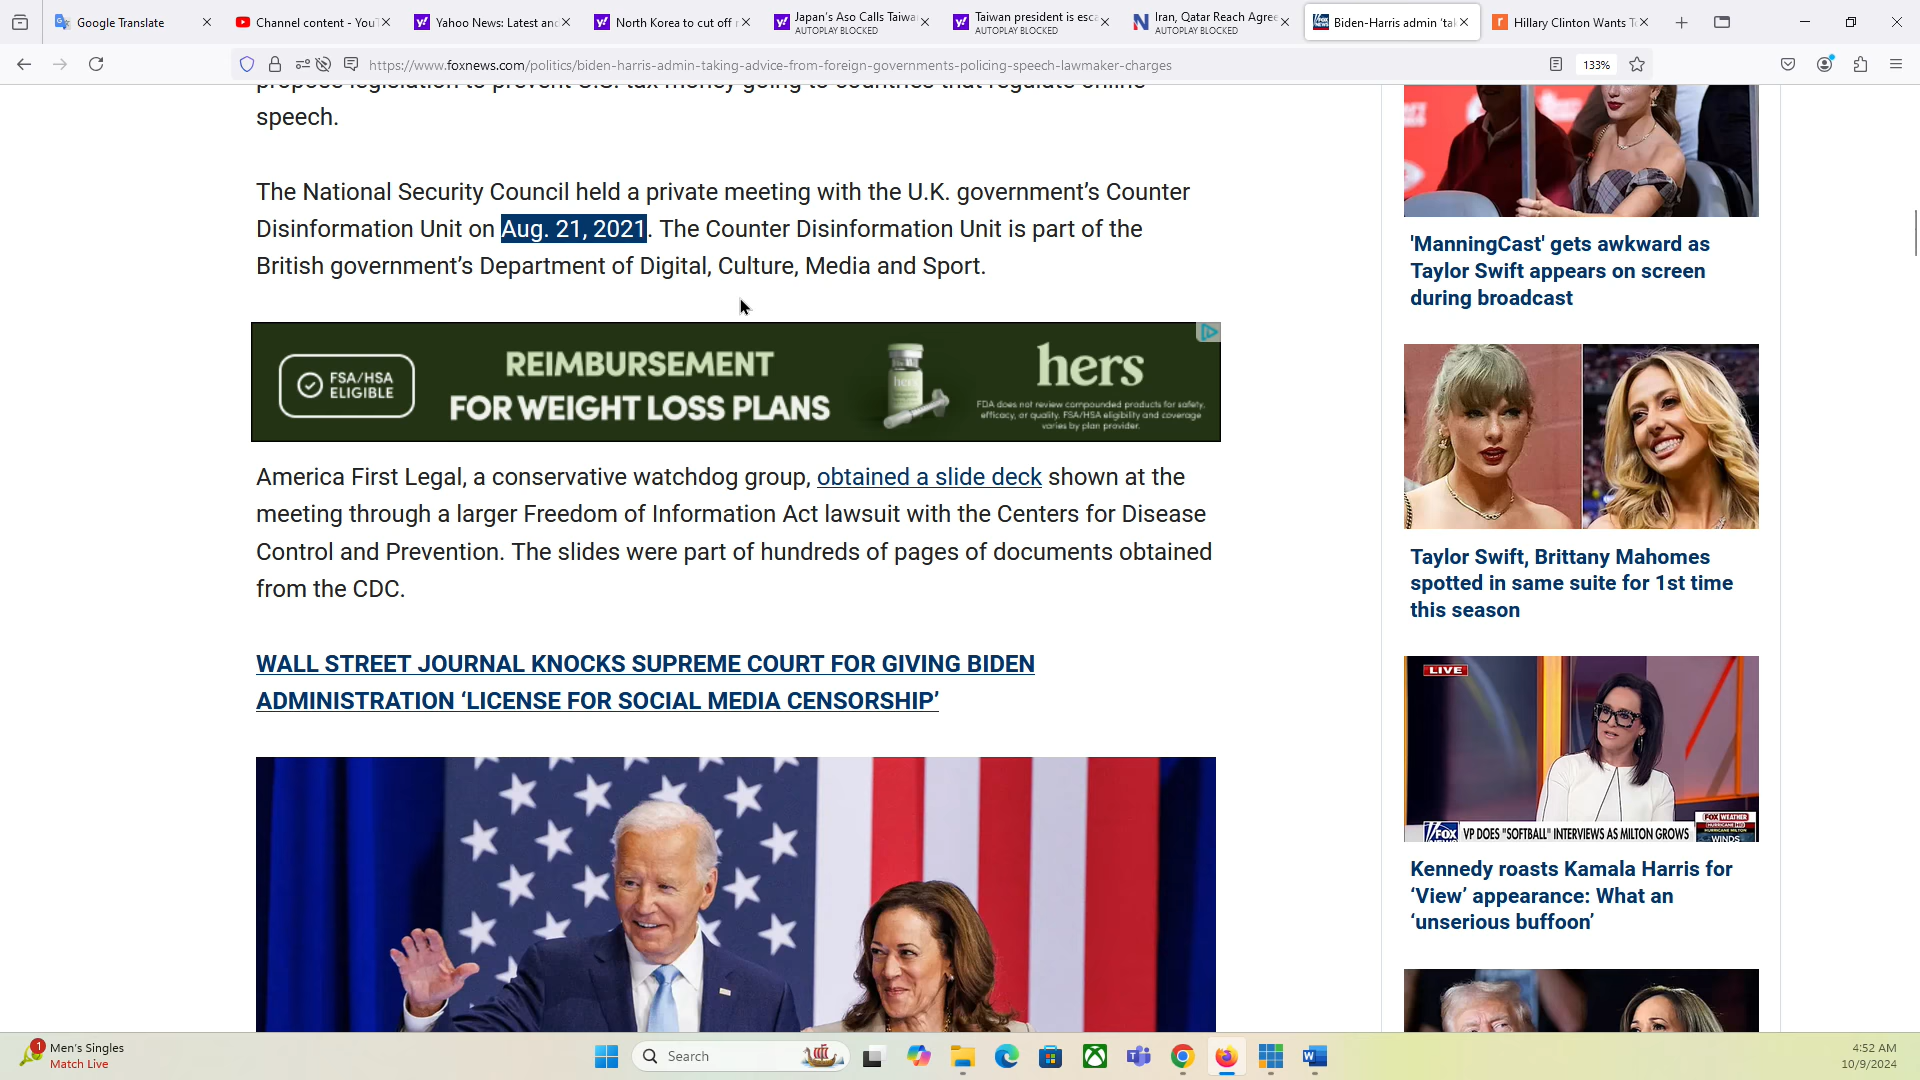 Google Translate
Channel content - YouT
Yahoo News: Latest and
North Korea to cut off r
Japan's Aso Calls Taiwa
AUTOPLAY BLOCKED
Taiwan president is esca
AUTOPLAY BLOCKED
Iran, Qatar Reach Agree
AUTOPLAY BLOCKED
Biden-Harris admin 'tak
Hillary Clinton Wants To
https://www.foxnews.com/politics/biden-harris-admin-taking-advice-from-foreign-governments-policing-speech-lawmaker-charges
133%
propose legislation to prevent U.S. tax money going to countries that regulate online
speech.
The National Security Council held a private meeting with the U.K. government’s Counter
Disinformation Unit on Aug. 21, 2021. The Counter Disinformation Unit is part of the
British government’s Department of Digital, Culture, Media and Sport.
FSA/HSA
ELIGIBLE
REIMBURSEMENT
FOR WEIGHT LOSS PLANS
hers
hers
FDA does not review compounded products for safety,
efficacy, or quality. FSA/HSA eligibility and coverage
varies by plan provider.
America First Legal, a conservative watchdog group, obtained a slide deck shown at the
meeting through a larger Freedom of Information Act lawsuit with the Centers for Disease
Control and Prevention. The slides were part of hundreds of pages of documents obtained
from the CDC.
WALL STREET JOURNAL KNOCKS SUPREME COURT FOR GIVING BIDEN
ADMINISTRATION ‘LICENSE FOR SOCIAL MEDIA CENSORSHIP’
'ManningCast' gets awkward as
Taylor Swift appears on screen
during broadcast
Taylor Swift, Brittany Mahomes
spotted in same suite for 1st time
this season
LIVE
FOX
VP DOES "SOFTBALL" INTERVIEWS AS MILTON GROWS
FOX WEATHER
HURRICANE MILTON
WINDS
Kennedy roasts Kamala Harris for
‘View’ appearance: What an
‘unserious buffoon’
1
Men's Singles
Match Live
Search
4:52 AM
10/9/2024